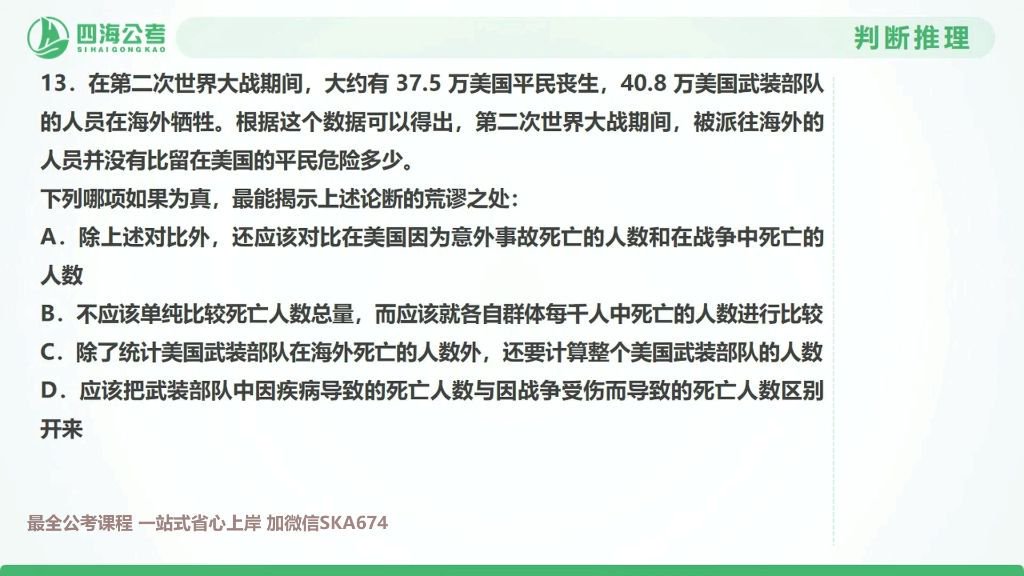 四海公考
SIHAIGONGKAO
判断推理
13．在第二次世界大战期间，大约有 37.5 万美国平民丧生，40.8 万美国武装部队
的人员在海外牺牲。根据这个数据可以得出，第二次世界大战期间，被派往海外的
人员并没有比留在美国的平民危险多少。
下列哪项如果为真，最能揭示上述论断的荒谬之处：
A．除上述对比外，还应该对比在美国因为意外事故死亡的人数和在战争中死亡的
人数
B．不应该单纯比较死亡人数总量，而应该就各自群体每千人中死亡的人数进行比较
C．除了统计美国武装部队在海外死亡的人数外，还要计算整个美国武装部队的人数
D．应该把武装部队中因疾病导致的死亡人数与因战争受伤而导致的死亡人数区别
开来
最全公考课程 一站式省心上岸 加微信SKA674